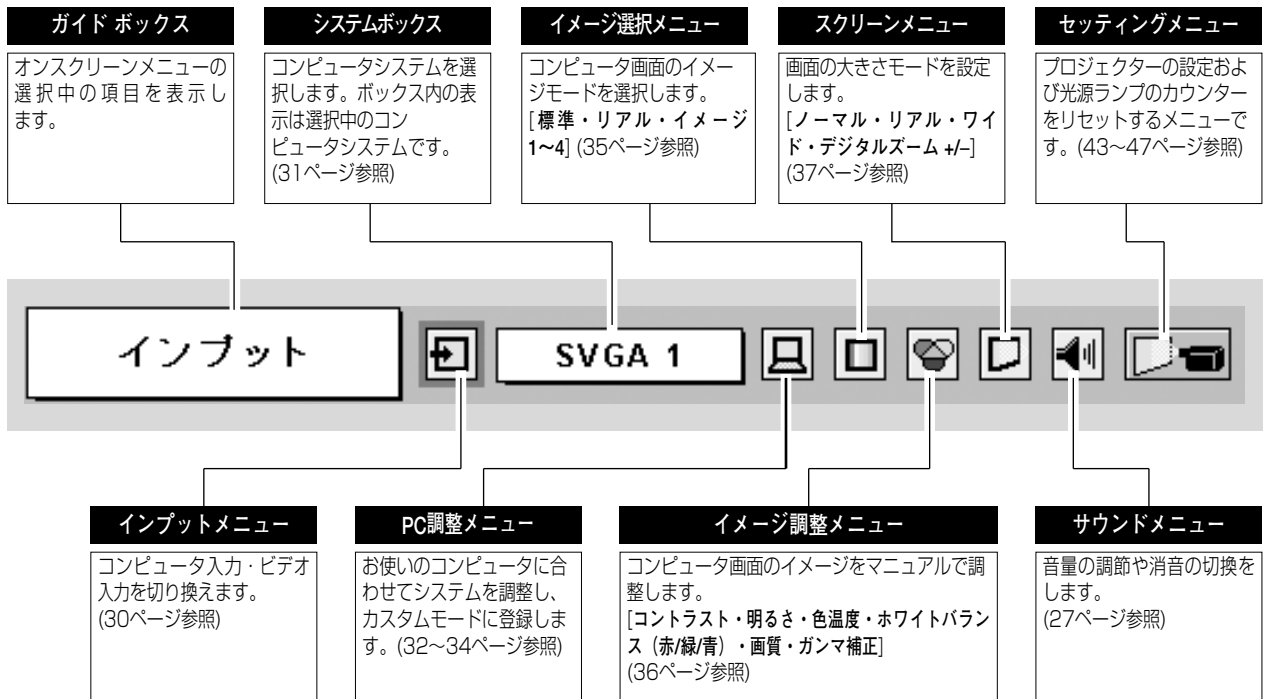 ガイド ボックス
オンスクリーンメニューの
選択中の項目を表示し
ます。
システムボックス
コンピュータシステムを選
択します。ボックス内の表
示は選択中のコン
ピュータシステムです。
(31ページ参照)
イメージ選択メニュー
コンピュータ画面のイメー
ジモードを選択します。
[標準・リアル・イメージ
1～4] (35ページ参照)
スクリーンメニュー
画面の大きさモードを設定
します。
[ノーマル・リアル・ワイ
ド・デジタルズーム +/–]
(37ページ参照)
セッティングメニュー
プロジェクターの設定およ
び光源ランプのカウンター
をリセットするメニューで
す。(43～47ページ参照)
インプット
SVGA 1
インプットメニュー
コンピュータ入力・ビデオ
入力を切り換えます。
(30ページ参照)
PC調整メニュー
お使いのコンピュータに合
わせてシステムを調整し、
カスタムモードに登録しま
す。(32～34ページ参照)
イメージ調整メニュー
コンピュータ画面のイメージをマニュアルで調
整します。
[コントラスト・明るさ・色温度・ホワイトバラン
ス（赤/緑/青）・画質・ガンマ補正]
(36ページ参照)
サウンドメニュー
音量の調節や消音の切換を
します。
(27ページ参照)